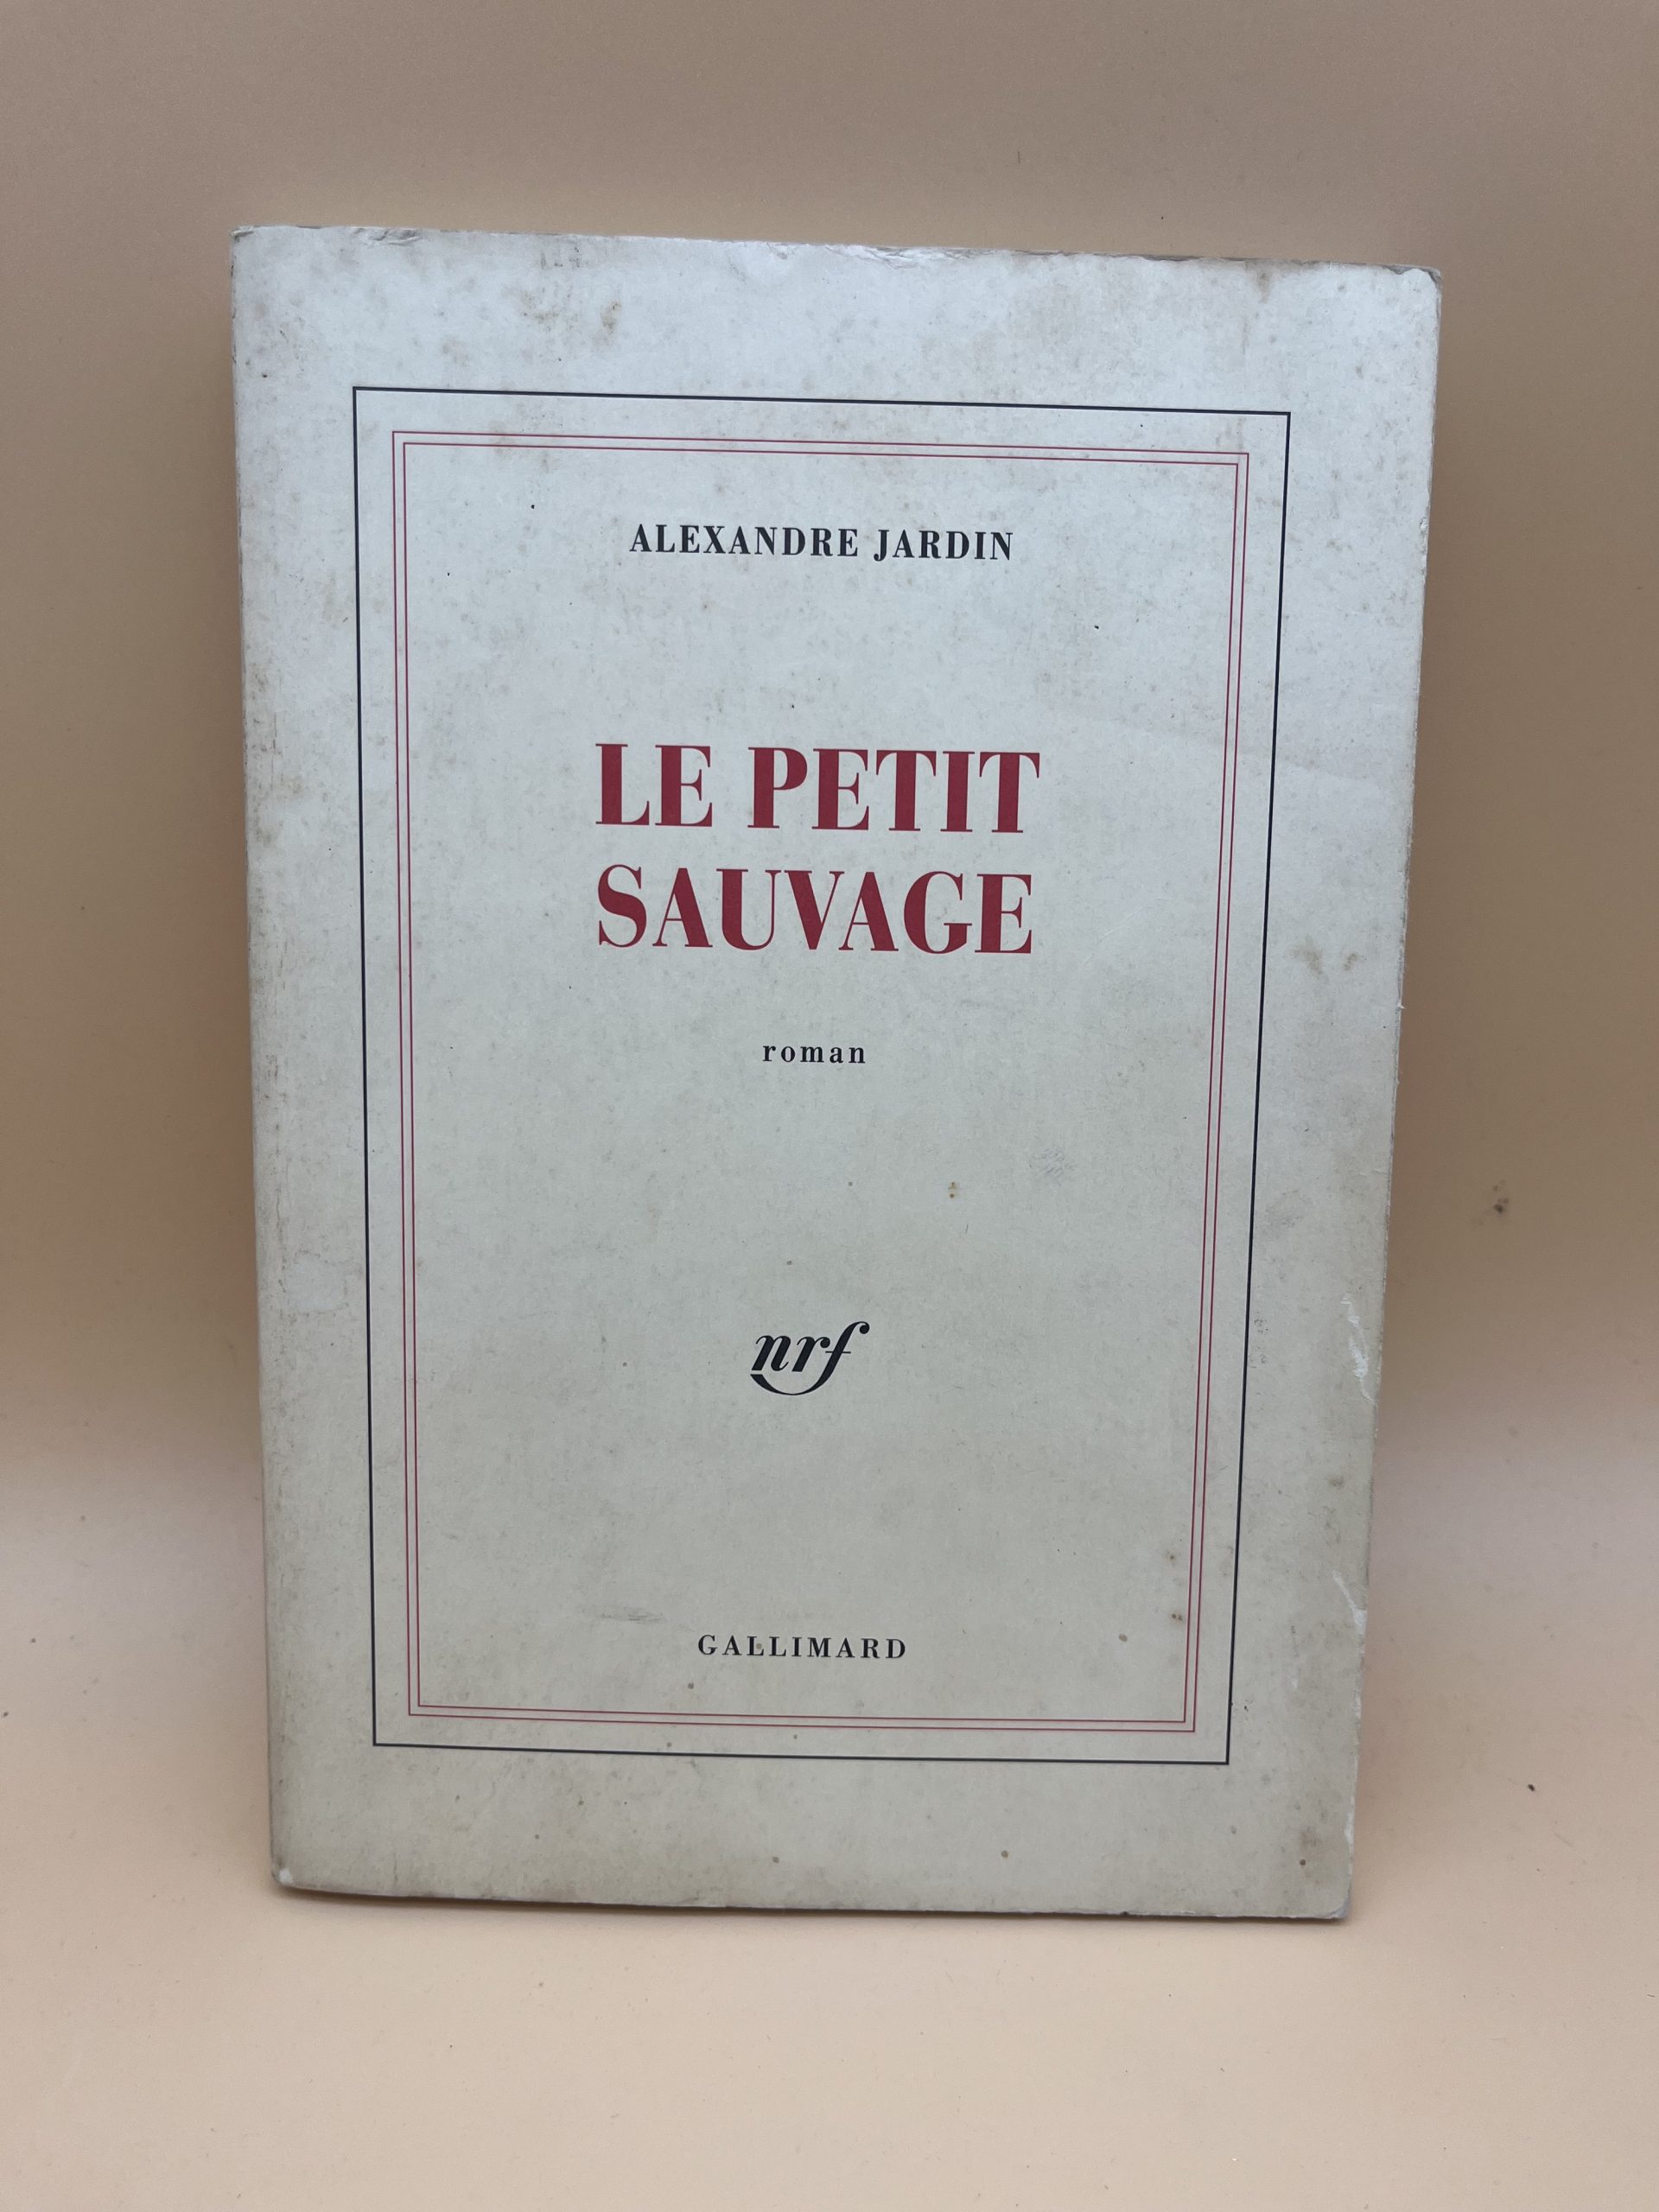 ALEXANDRE JARDIN
LE PETIT
SAUVAGE
roman
nrf
GALLIMARD